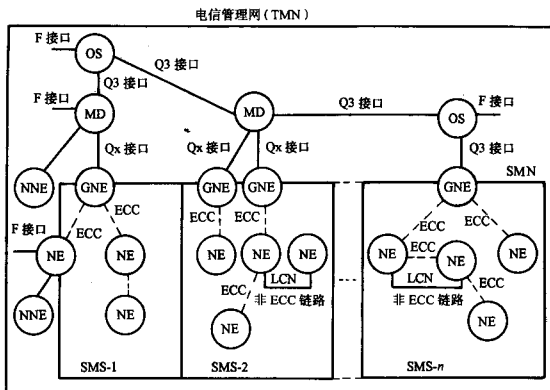 电信管理网(TMN)
F 接口
OS
Q3 接口
Q3 接口
F 接口
MD
MD
Q3 接口
F 接口
OS
Qx 接口
Qx 接口
Qx 接口
Q3 接口
NNE
GNE
GNE
GNE
GNE
SMN
ECC
ECC
ECC
ECC
ECC
F 接口
NE
NE
NE
NE
NE
NE
ECC
NE
NE
LCN
LCN
ECC
非 ECC 链路
ECC
非 ECC 链路
NNE
NE
NE
NE
SMS-1
SMS-2
SMS-n